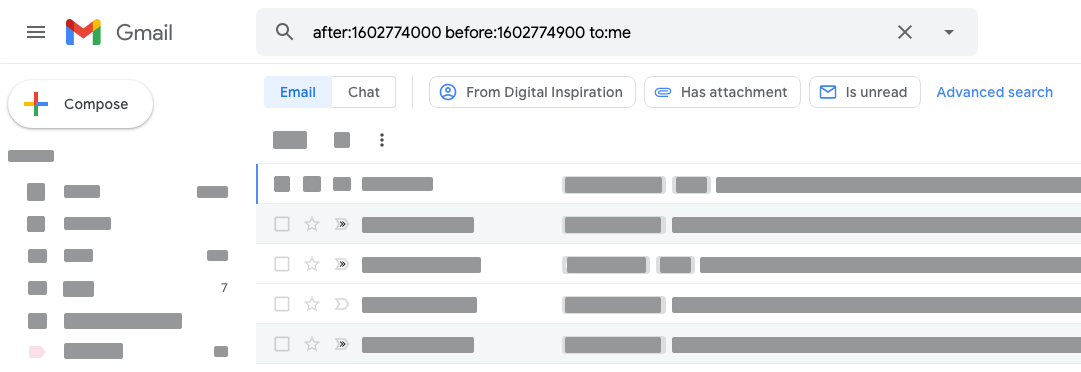 Gmail
after:1602774000 before:1602774900 to:me
Compose
Email Chat From Digital Inspiration Has attachment Is unread Advanced search
7